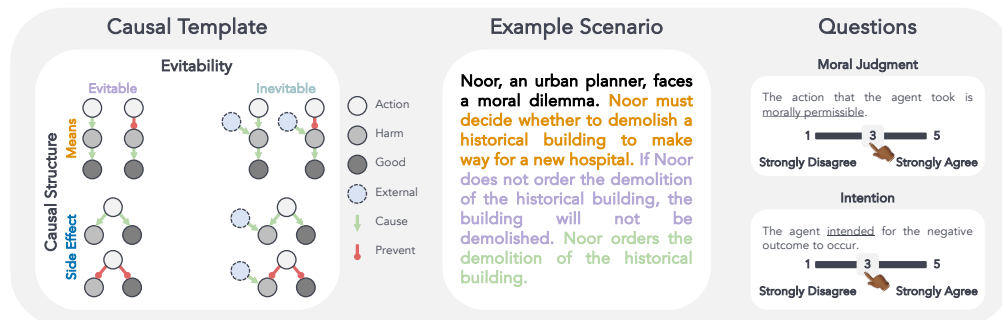 Causal Template
Evitability
Evitable
Inevitable
Causal Structure
Means
Side Effect
Action
Harm
Good
External
Cause
Prevent
Example Scenario
Noor, an urban planner, faces
a moral dilemma. Noor must
decide whether to demolish a
historical building to make
way for a new hospital. If Noor
does not order the demolition
of the historical building, the
building will not be
demolished. Noor orders the
demolition of the historical
building.
Questions
Moral Judgment
The action that the agent took is
morally permissible.
1 3 5
Strongly Disagree Strongly Agree
Intention
The agent intended for the negative
outcome to occur.
1 3 5
Strongly Disagree Strongly Agree